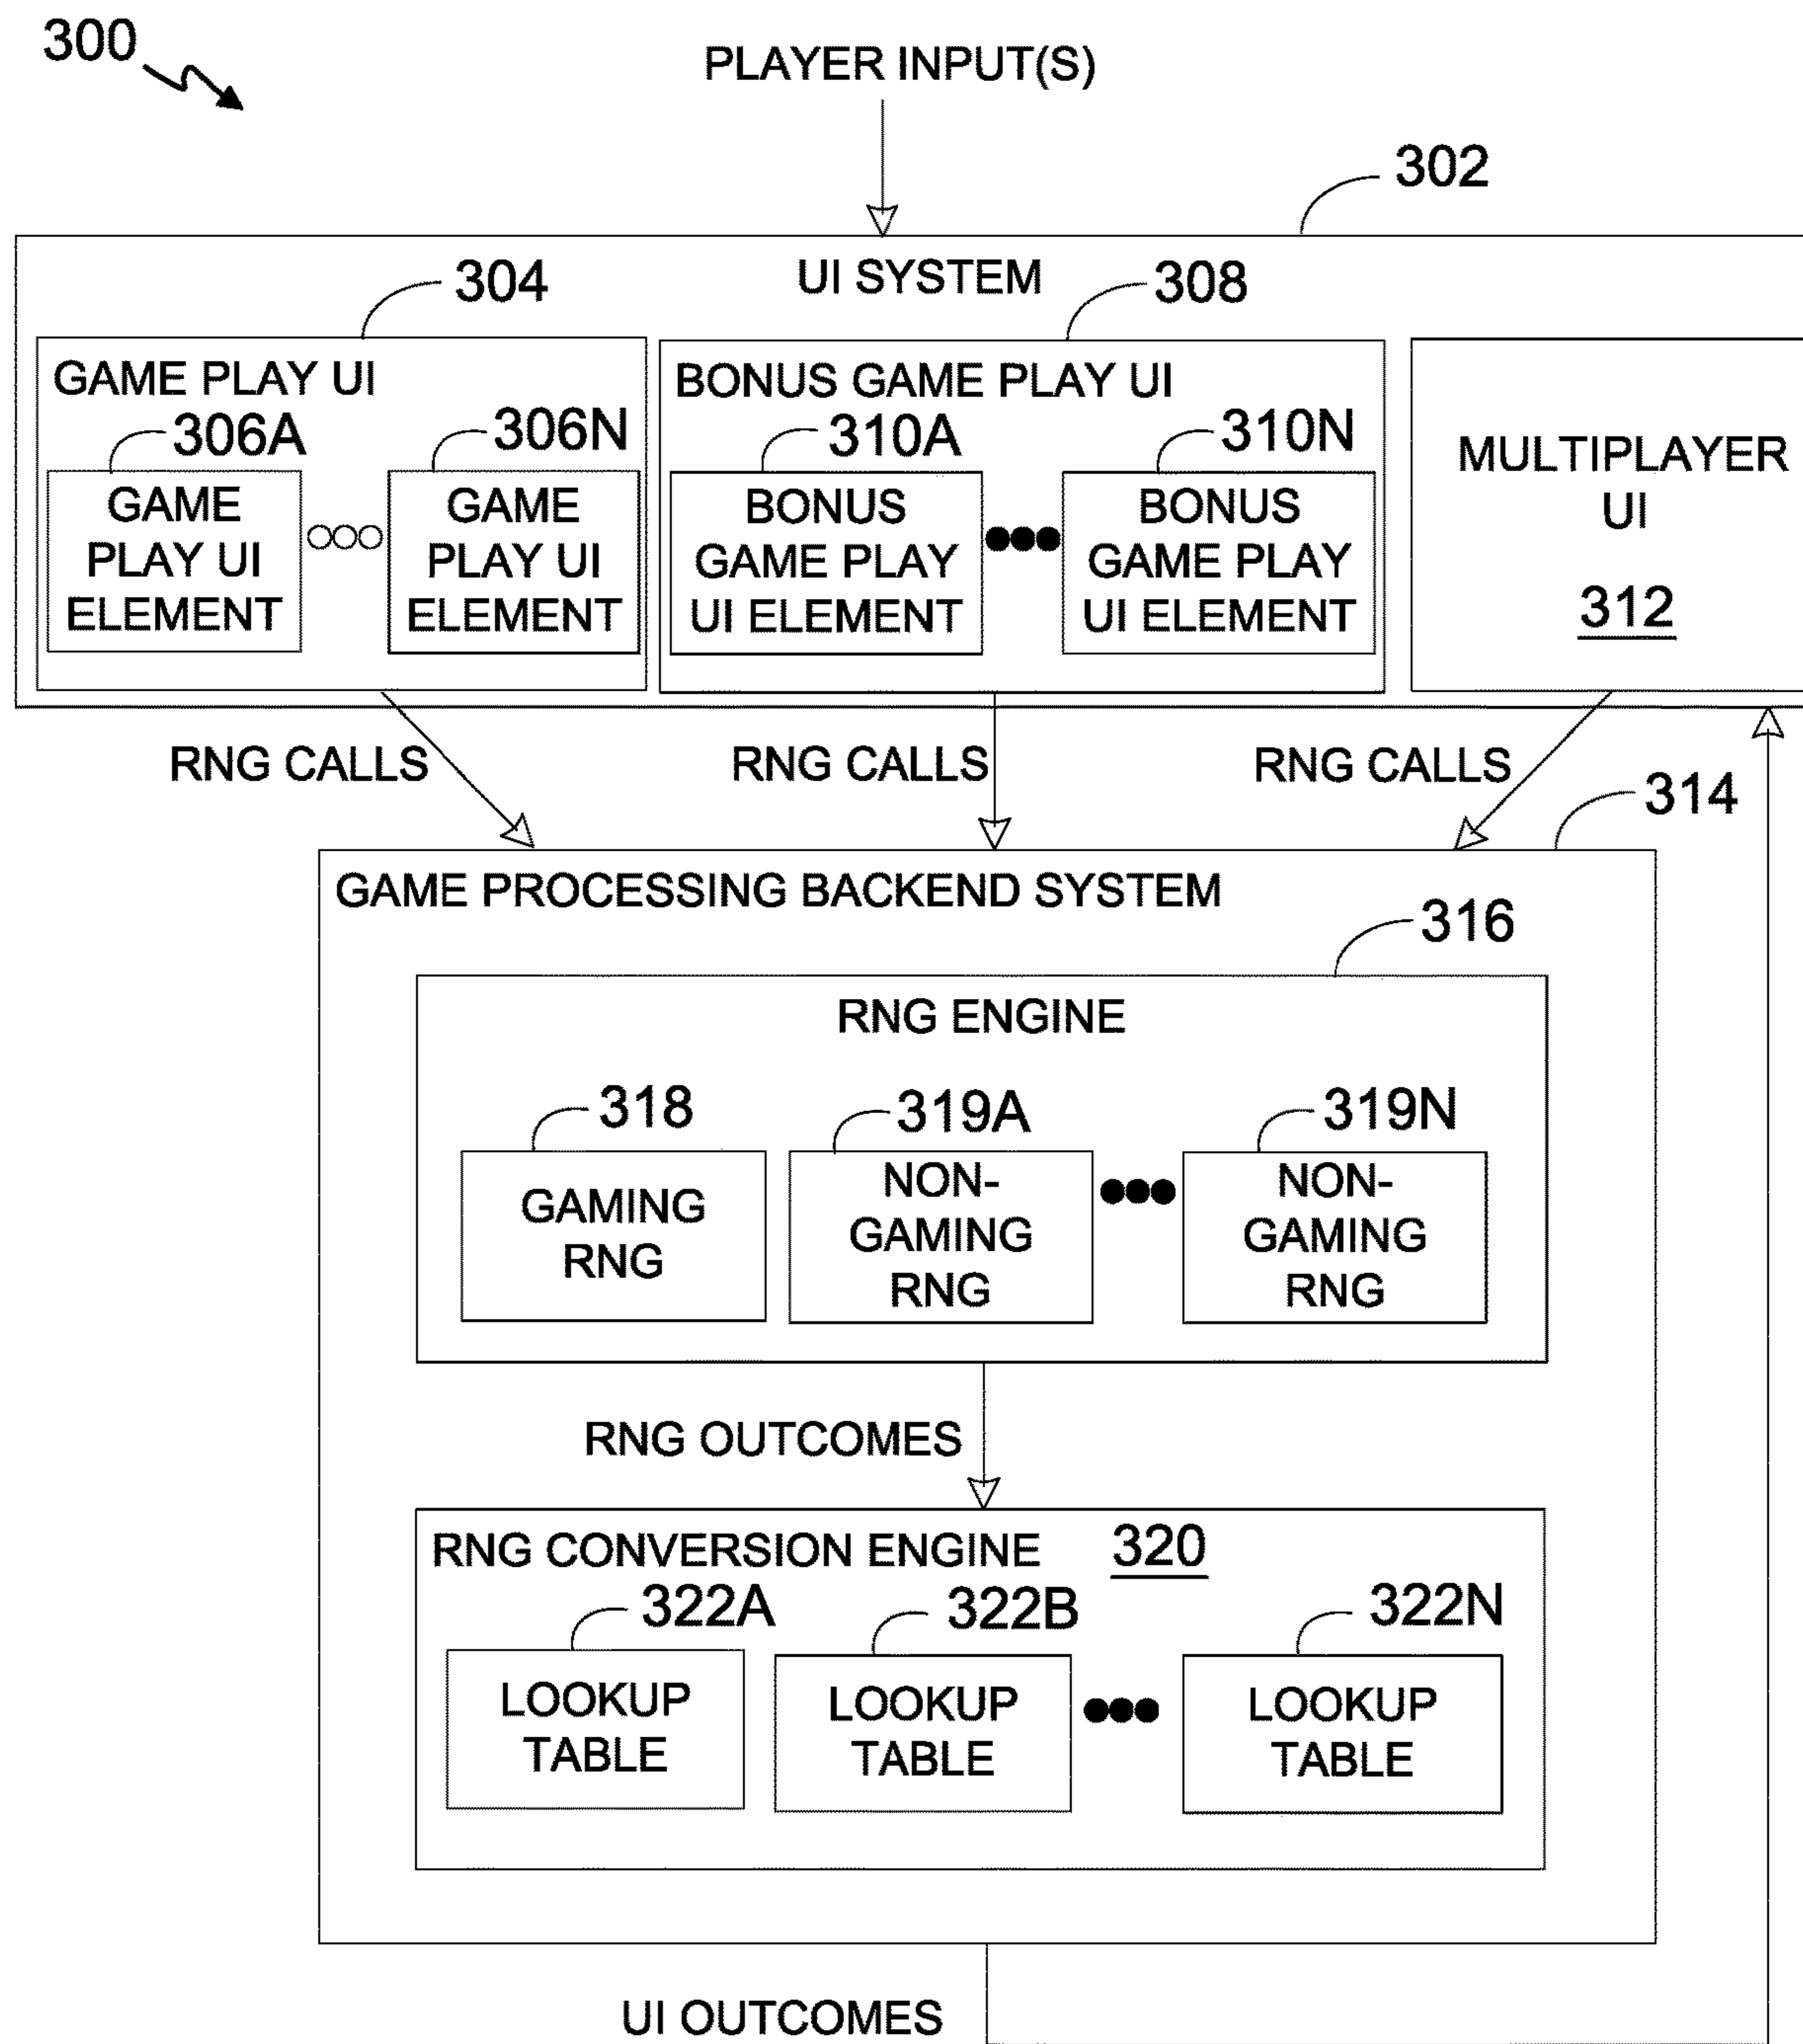 300
PLAYER INPUT(S)
302
UI SYSTEM
304
308
GAME PLAY UI
306A
306N
GAME
PLAY UI
ELEMENT
GAME
PLAY UI
ELEMENT
BONUS GAME PLAY UI
310A
310N
BONUS
GAME PLAY
UI ELEMENT
BONUS
GAME PLAY
UI ELEMENT
MULTIPLAYER
UI
312
RNG CALLS
RNG CALLS
RNG CALLS
314
GAME PROCESSING BACKEND SYSTEM
316
RNG ENGINE
318
319A
319N
GAMING
RNG
NON-
GAMING
RNG
NON-
GAMING
RNG
RNG OUTCOMES
RNG CONVERSION ENGINE 320
322A
322B
322N
LOOKUP
TABLE
LOOKUP
TABLE
LOOKUP
TABLE
UI OUTCOMES